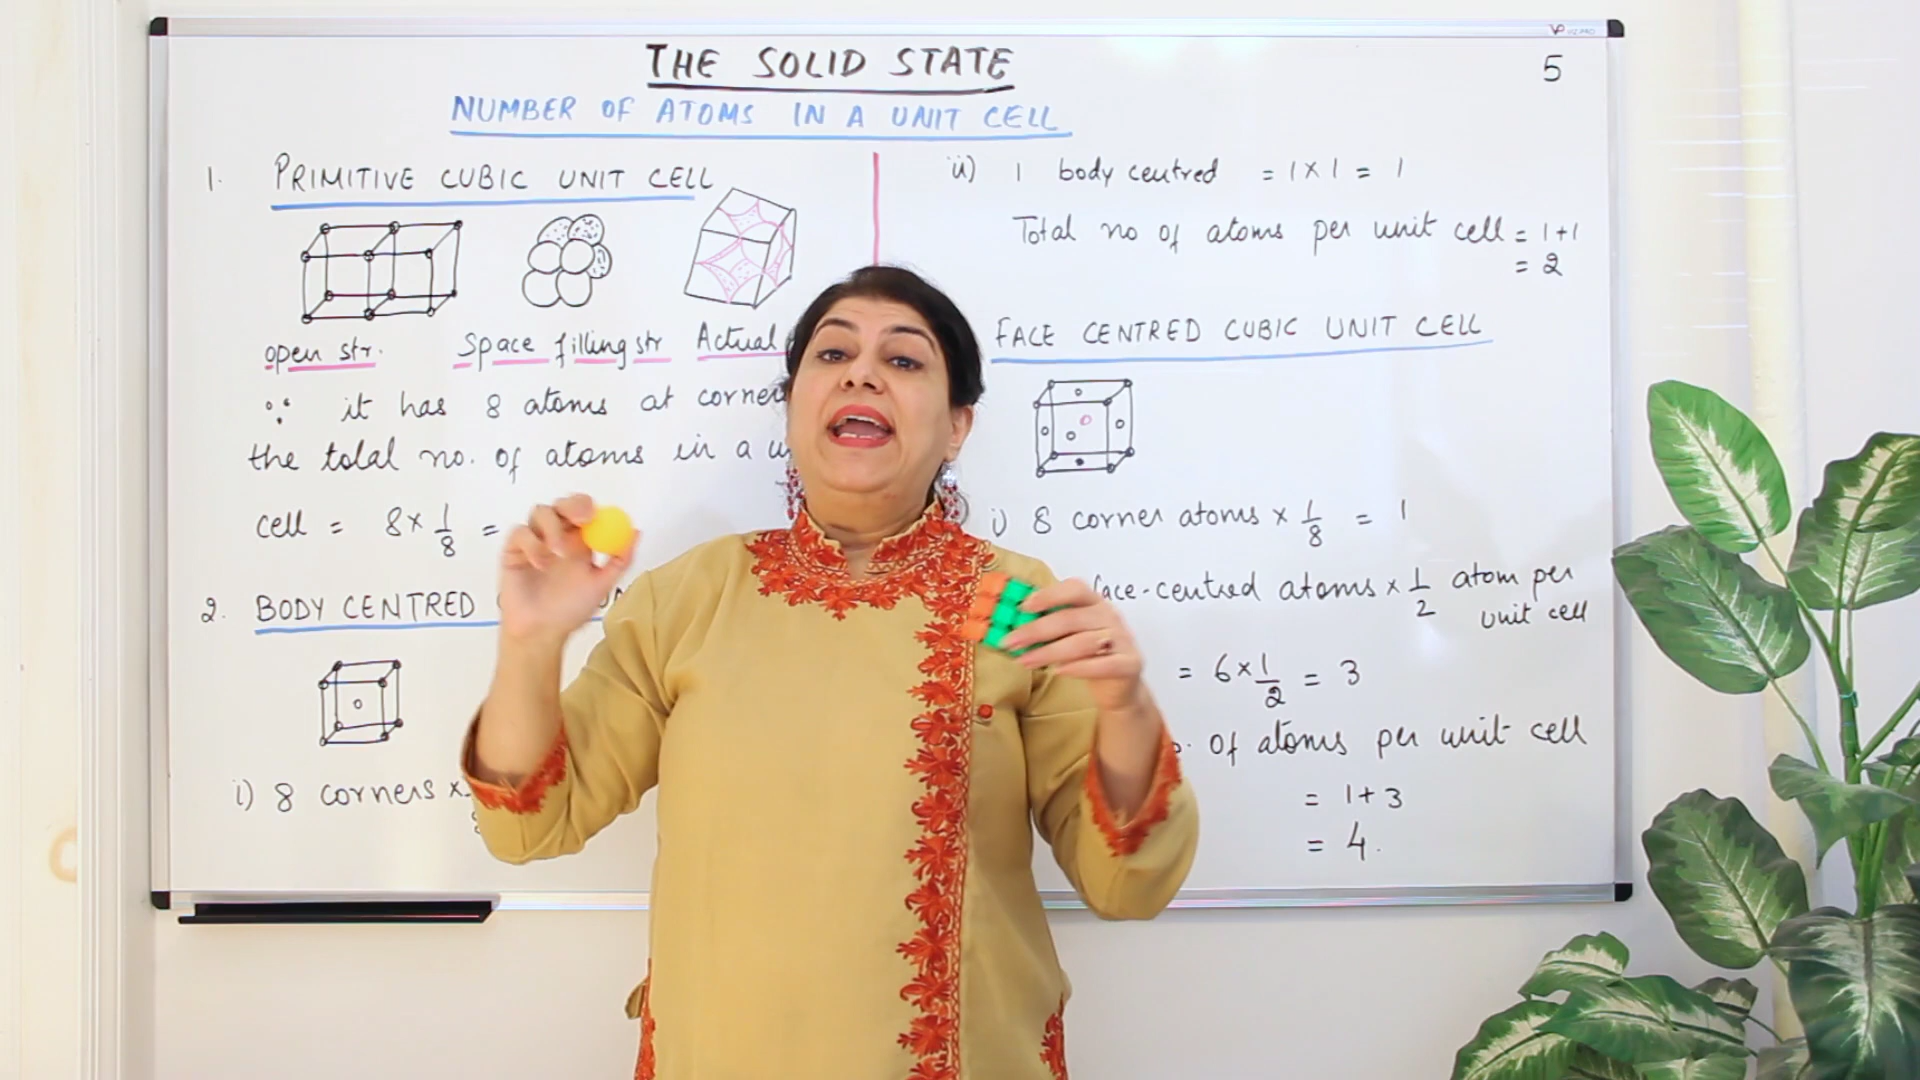 THE SOLID STATE
5
NUMBER OF ATOMS IN A UNIT CELL
1. PRIMITIVE CUBIC UNIT CELL
open str. Space filling str Actual
∵ it has 8 atoms at corner
the total no. of atoms in a
cell = 8 × 1/8 =
2. BODY CENTRED
i) 8 corners ×
ii) 1 body centred = 1 × 1 = 1
Total no of atoms per unit cell = 1+1
= 2
FACE CENTRED CUBIC UNIT CELL
i) 8 corner atoms × 1/8 = 1
face-centred atoms × 1/2 atom per
unit cell
= 6 × 1/2 = 3
of atoms per unit cell
= 1 + 3
= 4.